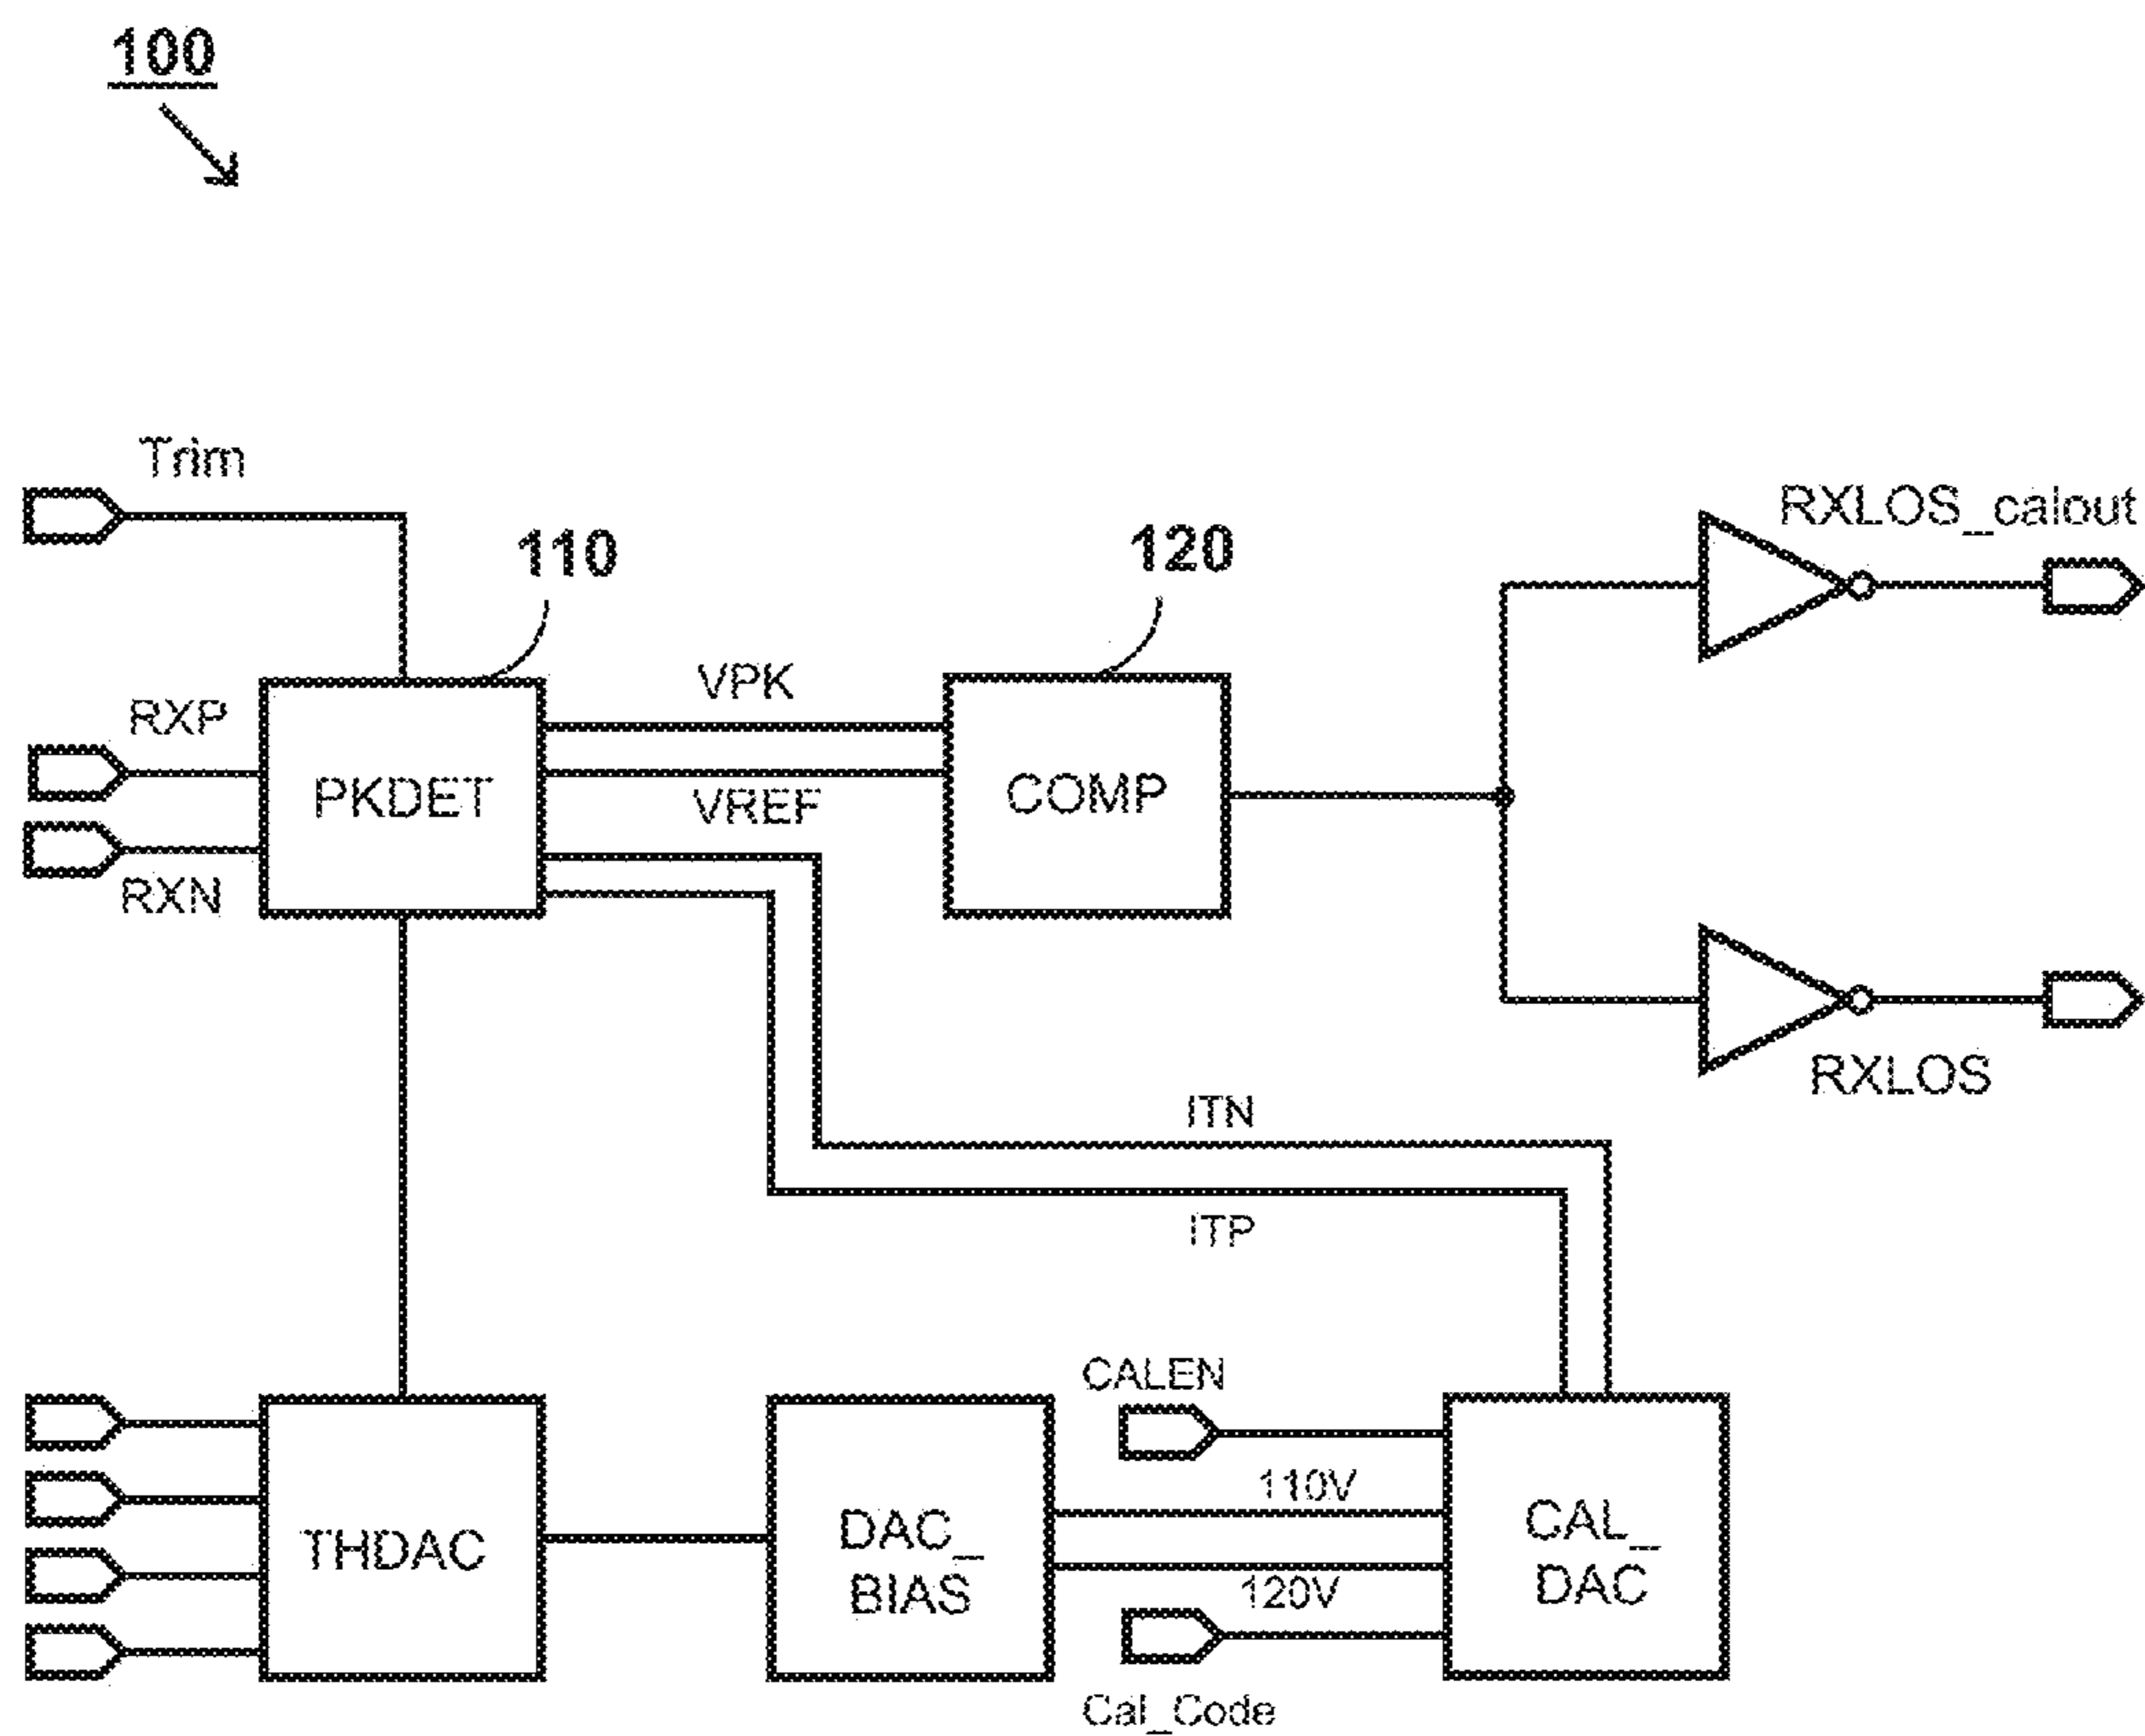 100
Trim
RXLOS_calout
110
120
VPK
RXP
PKDET
COMP
VREF
RXN
RXLOS
ITN
ITP
CALEN
110V
THDAC
DAC_
BIAS
CAL_
DAC
120V
Cal_Code